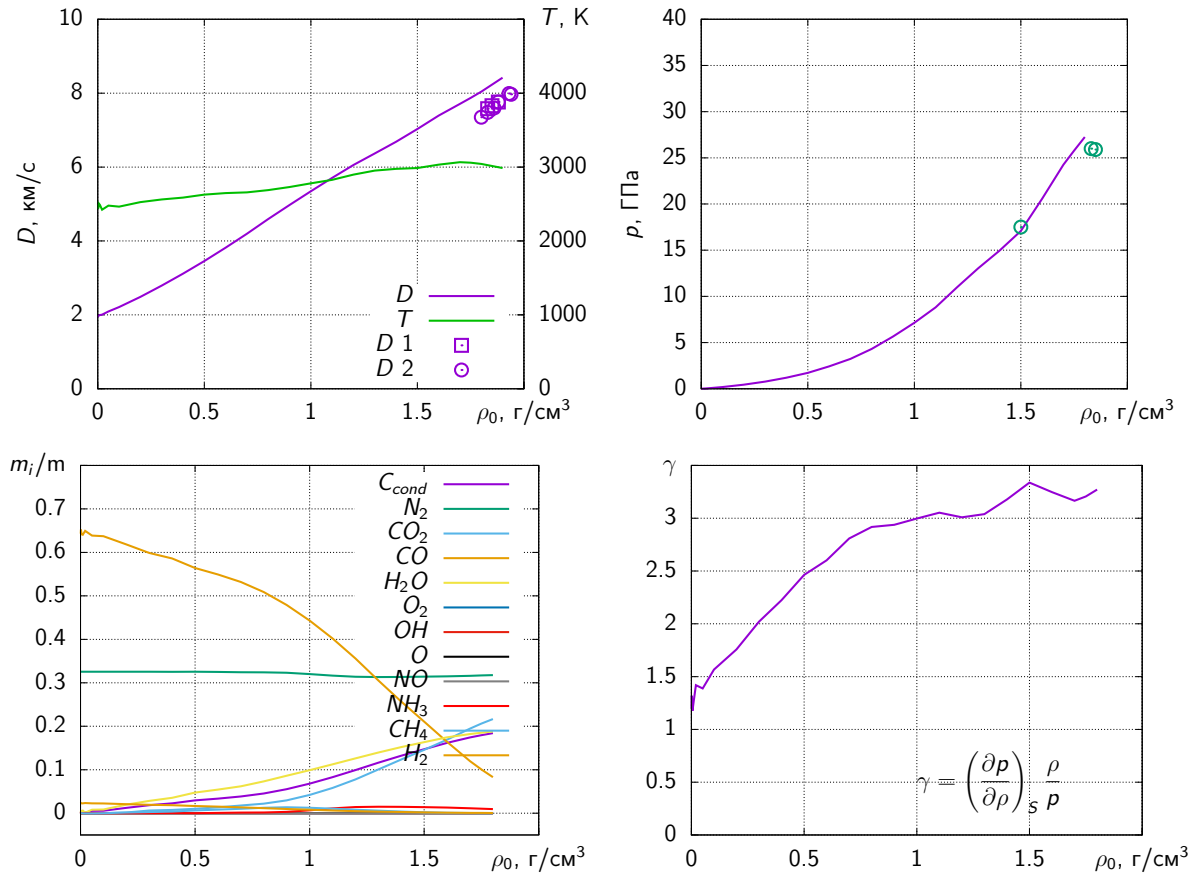 10
8
6
4
2
0
D, км/с
T, K
4000
3000
2000
1000
0
D
T
D 1
D 2
0 0.5 1 1.5 ρ₀, г/см³
40
35
30
25
20
15
10
5
0
p, ГПа
0 0.5 1 1.5 ρ₀, г/см³
mᵢ/m
0.7
0.6
0.5
0.4
0.3
0.2
0.1
0
C_cond
N₂
CO₂
CO
H₂O
O₂
OH
O
NO
NH₃
CH₄
H₂
0 0.5 1 1.5 ρ₀, г/см³
γ
3
2.5
2
1.5
1
0.5
0
γ = (∂p/∂ρ)_S ρ/p
0 0.5 1 1.5 ρ₀, г/см³